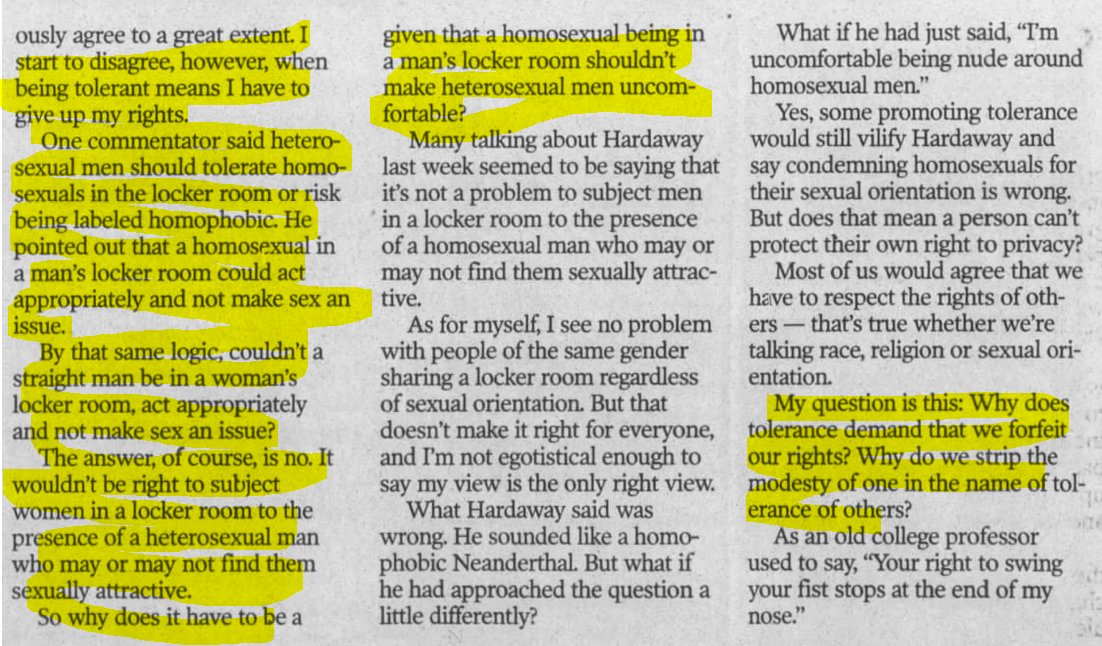 ously agree to a great extent. I
start to disagree, however, when
being tolerant means I have to
give up my rights.
One commentator said hetero-
sexual men should tolerate homo-
sexuals in the locker room or risk
being labeled homophobic. He
pointed out that a homosexual in
a man's locker room could act
appropriately and not make sex an
issue.
By that same logic, couldn't a
straight man be in a woman's
locker room, act appropriately
and not make sex an issue?
The answer, of course, is no. It
wouldn't be right to subject
women in a locker room to the
presence of a heterosexual man
who may or may not find them
sexually attractive.
So why does it have to be a
given that a homosexual being in
a man's locker room shouldn't
make heterosexual men uncom-
fortable?
Many talking about Hardaway
last week seemed to be saying that
it's not a problem to subject men
in a locker room to the presence
of a homosexual man who may or
may not find them sexually attrac-
tive.
As for myself, I see no problem
with people of the same gender
sharing a locker room regardless
of sexual orientation. But that
doesn't make it right for everyone,
and I'm not egotistical enough to
say my view is the only right view.
What Hardaway said was
wrong. He sounded like a homo-
phobic Neanderthal. But what if
he had approached the question a
little differently?
What if he had just said, “I'm
uncomfortable being nude around
homosexual men.”
Yes, some promoting tolerance
would still vilify Hardaway and
say condemning homosexuals for
their sexual orientation is wrong.
But does that mean a person can't
protect their own right to privacy?
Most of us would agree that we
have to respect the rights of oth-
ers — that's true whether we're
talking race, religion or sexual ori-
entation.
My question is this: Why does
tolerance demand that we forfeit
our rights? Why do we strip the
modesty of one in the name of tol-
erance of others?
As an old college professor
used to say, “Your right to swing
your fist stops at the end of my
nose.”